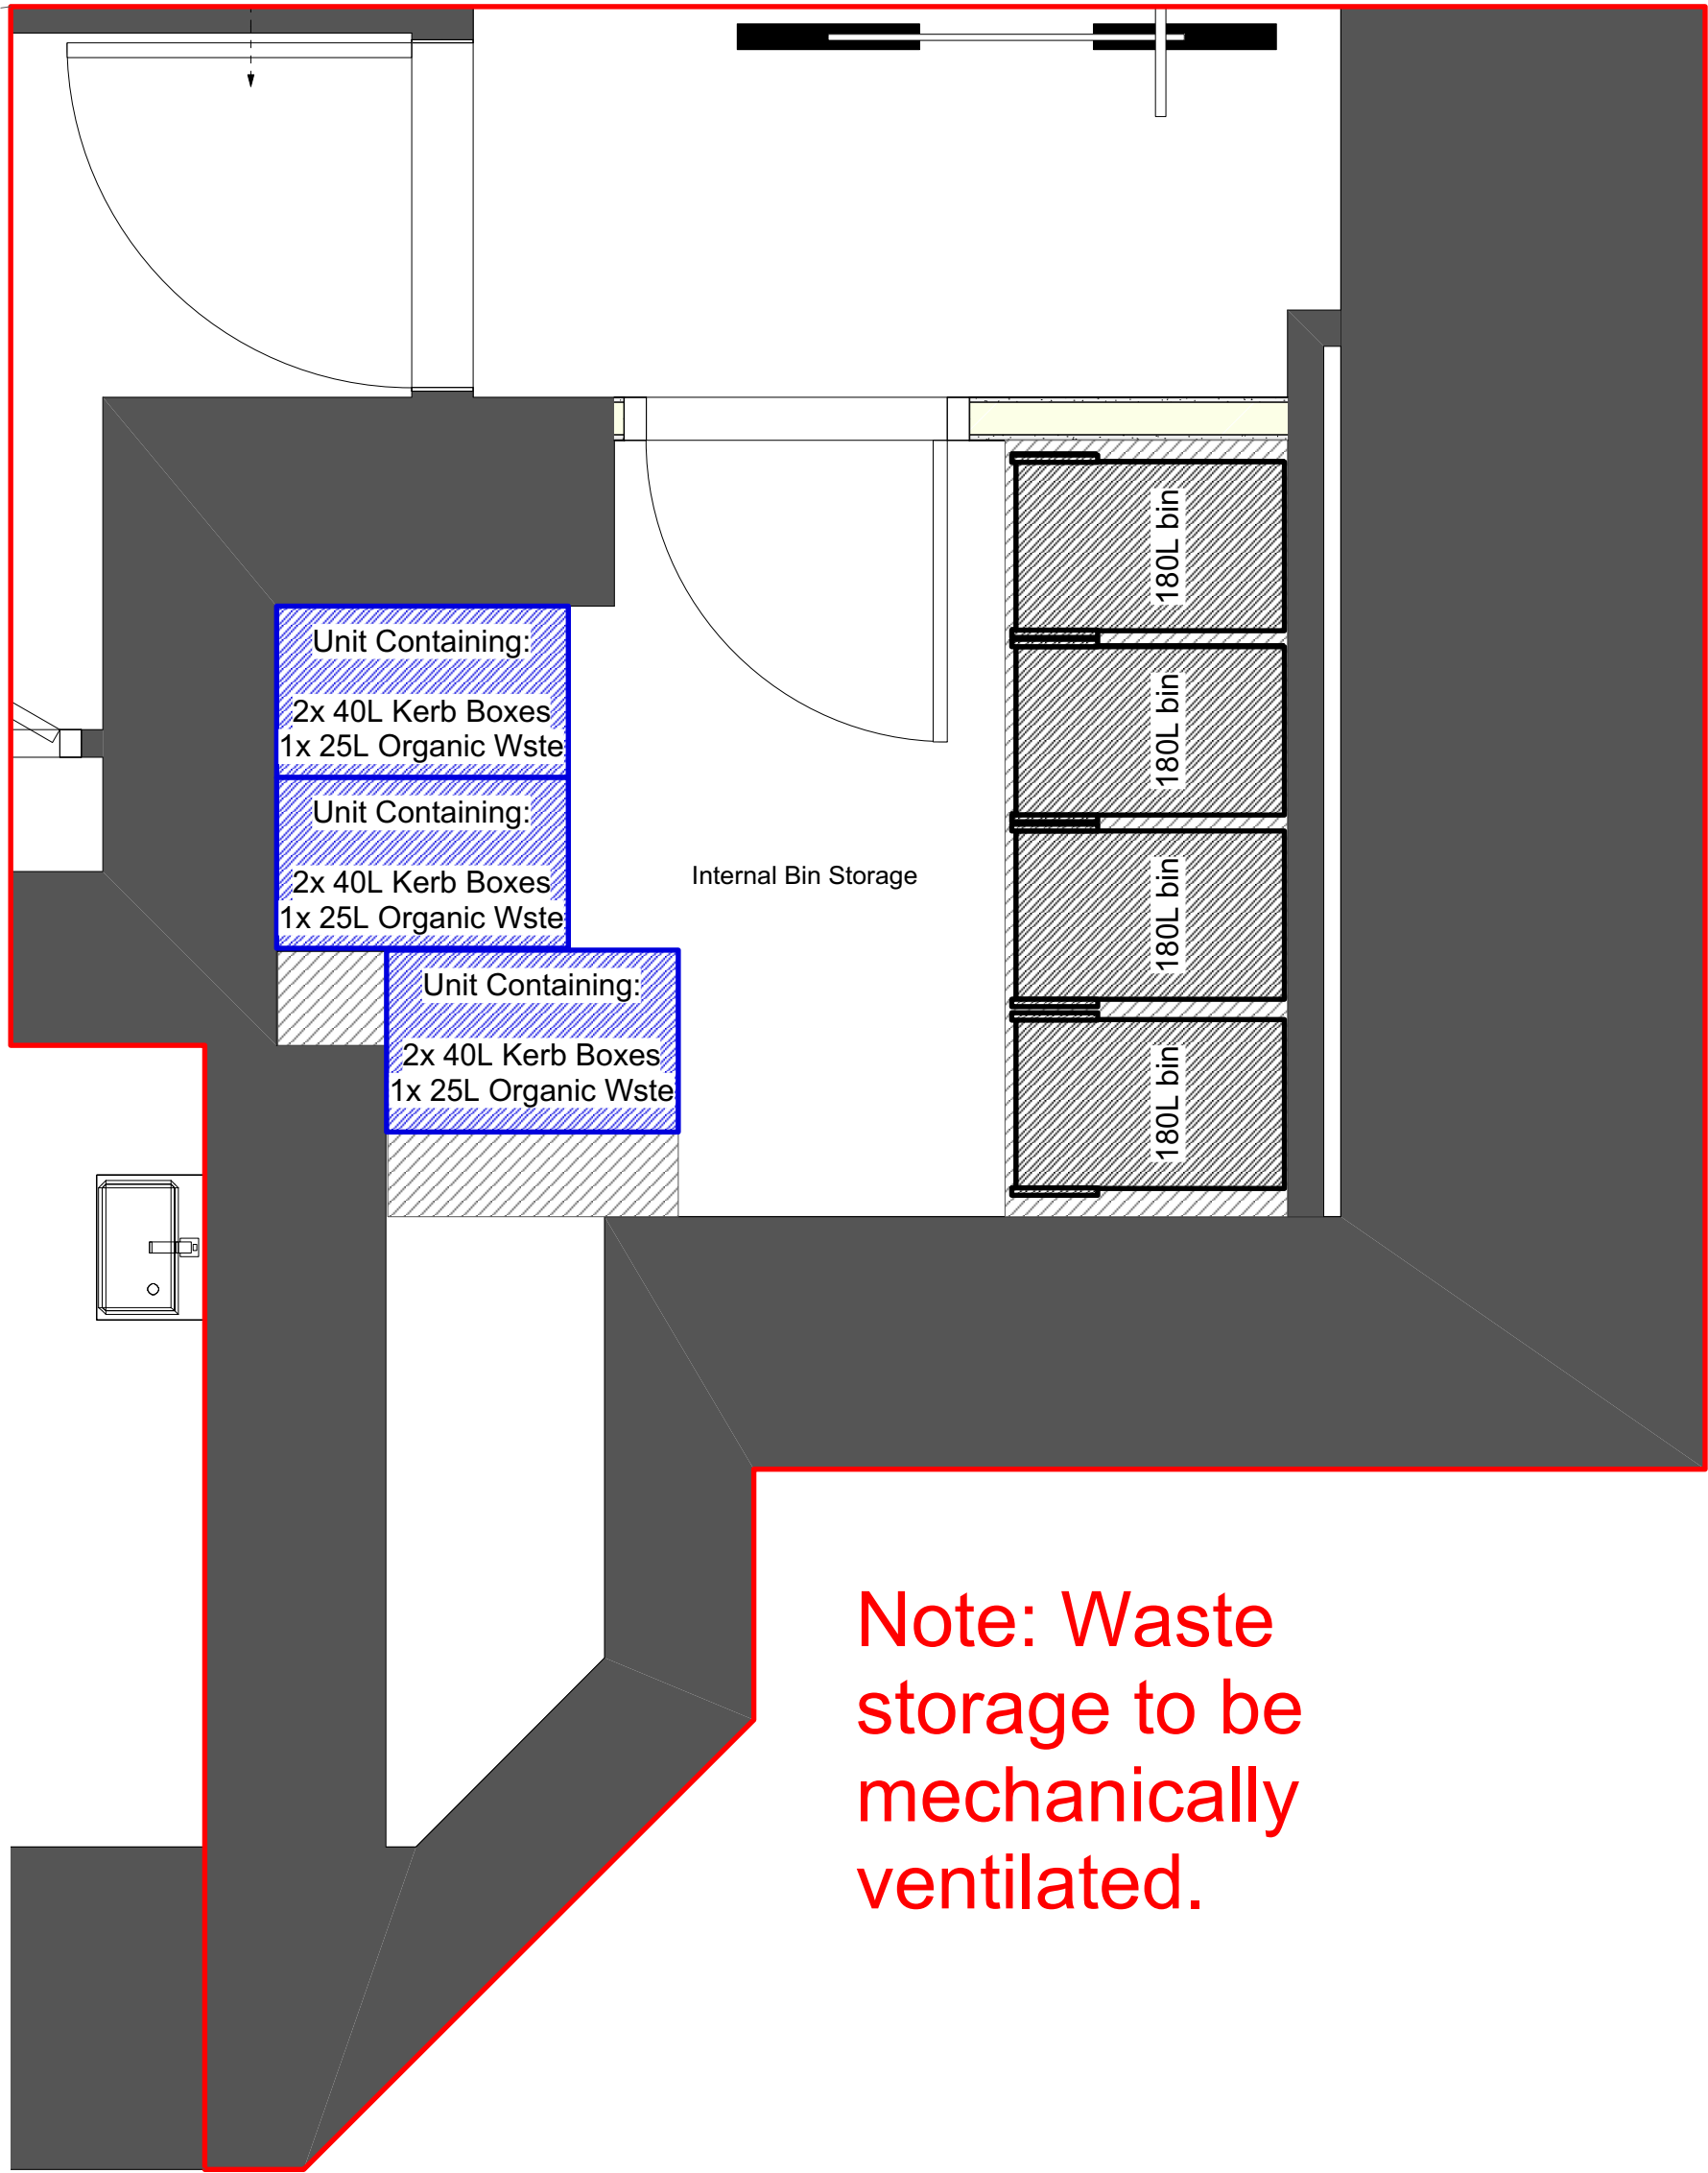 Unit Containing:
2x 40L Kerb Boxes
1x 25L Organic Wste
Unit Containing:
2x 40L Kerb Boxes
1x 25L Organic Wste
Unit Containing:
2x 40L Kerb Boxes
1x 25L Organic Wste
Internal Bin Storage
180L bin
180L bin
180L bin
180L bin
Note: Waste
storage to be
mechanically
ventilated.